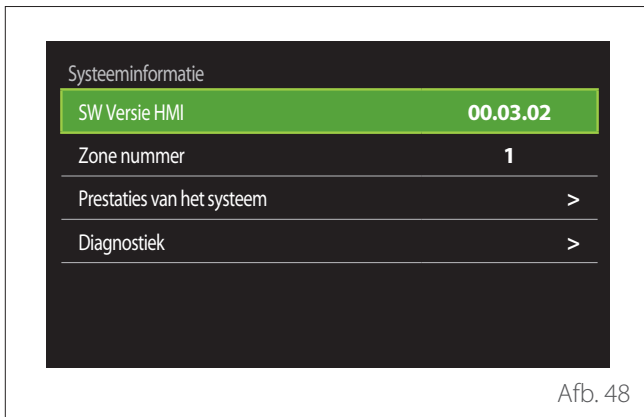 Systeeminformatie
SW Versie HMI 00.03.02
Zone nummer 1
Prestaties van het systeem >
Diagnostiek >
Afb. 48